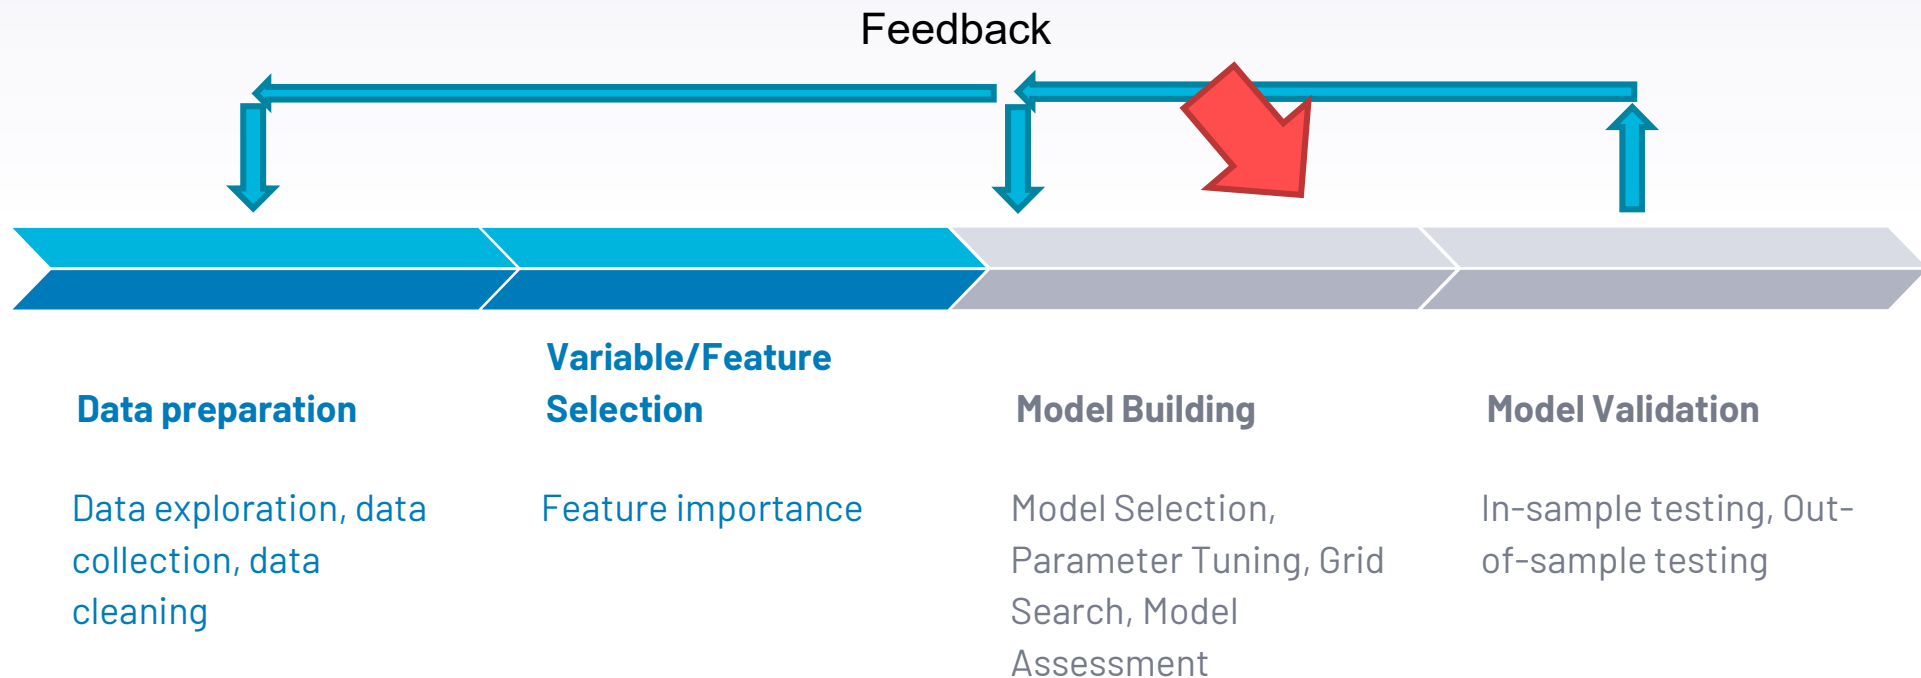 Feedback
Data preparation
Variable/Feature
Selection
Model Building
Model Validation
Data exploration, data
collection, data
cleaning
Feature importance
Model Selection,
Parameter Tuning, Grid
Search, Model
Assessment
In-sample testing, Out-
of-sample testing